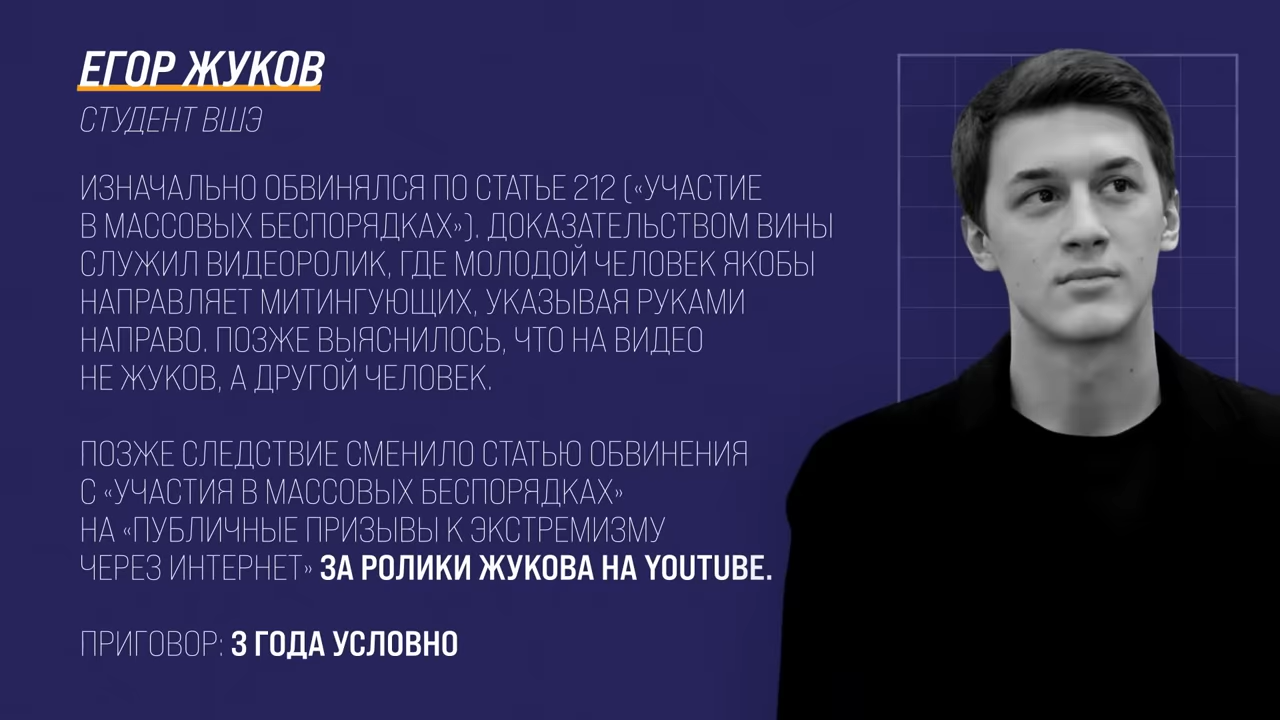 ЕГОР ЖУКОВ
СТУДЕНТ ВШЭ
ИЗНАЧАЛЬНО ОБВИНЯЛСЯ ПО СТАТЬЕ 212 («УЧАСТИЕ
В МАССОВЫХ БЕСПОРЯДКАХ»). ДОКАЗАТЕЛЬСТВОМ ВИНЫ
СЛУЖИЛ ВИДЕОРОЛИК, ГДЕ МОЛОДОЙ ЧЕЛОВЕК ЯКОБЫ
НАПРАВЛЯЕТ МИТИНГУЮЩИХ, УКАЗЫВАЯ РУКАМИ
НАПРАВО. ПОЗЖЕ ВЫЯСНИЛОСЬ, ЧТО НА ВИДЕО
НЕ ЖУКОВ, А ДРУГОЙ ЧЕЛОВЕК.
ПОЗЖЕ СЛЕДСТВИЕ СМЕНИЛО СТАТЬЮ ОБВИНЕНИЯ
С «УЧАСТИЯ В МАССОВЫХ БЕСПОРЯДКАХ»
НА «ПУБЛИЧНЫЕ ПРИЗЫВЫ К ЭКСТРЕМИЗМУ
ЧЕРЕЗ ИНТЕРНЕТ» ЗА РОЛИКИ ЖУКОВА НА YOUTUBE.
ПРИГОВОР: 3 ГОДА УСЛОВНО